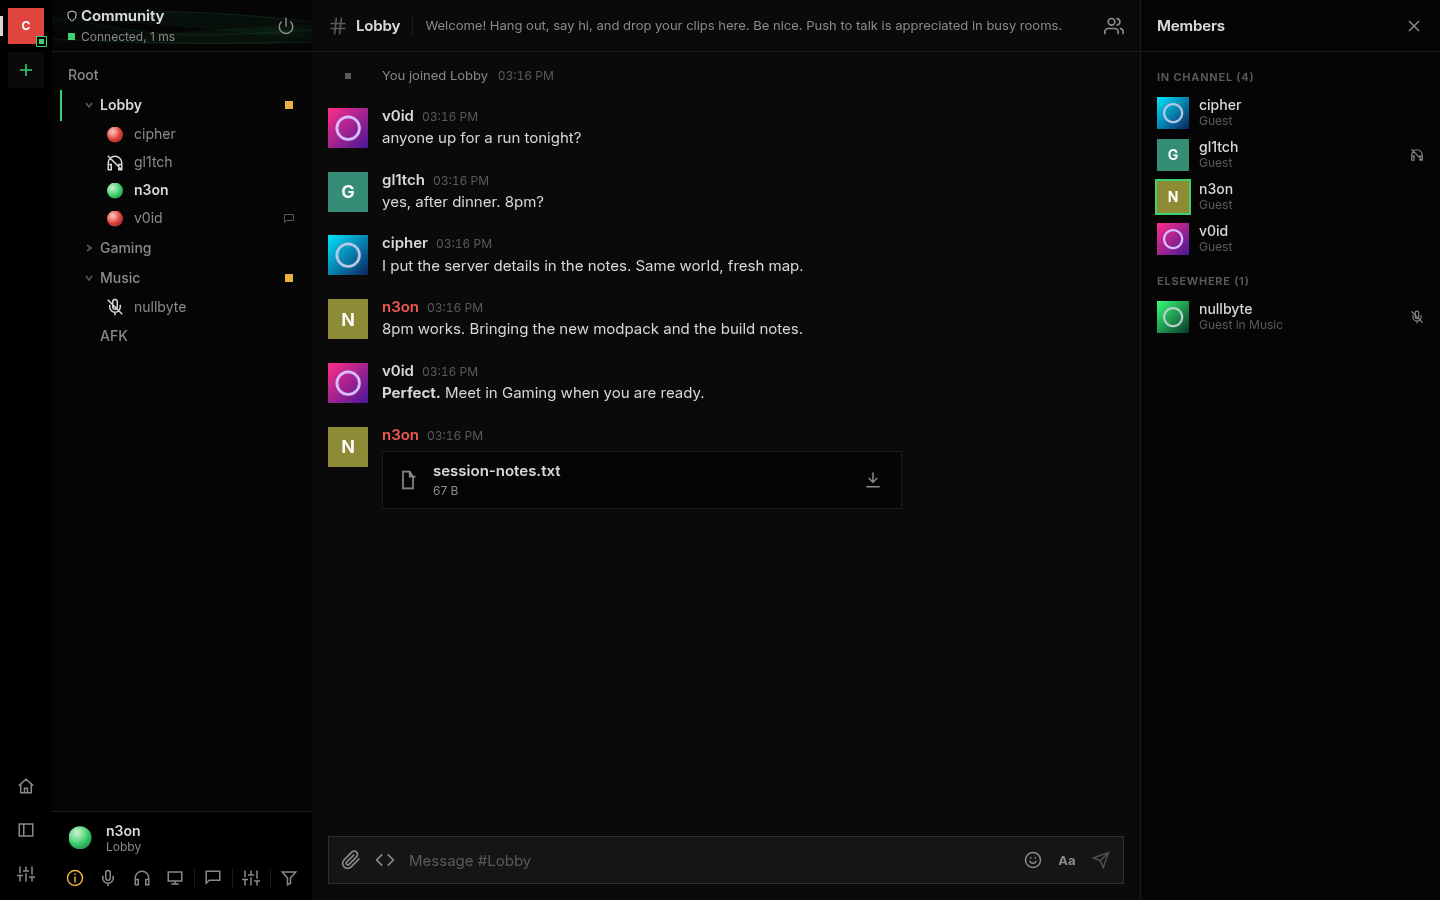 C
Community
Connected, 1 ms
Root
Lobby
cipher
gl1tch
n3on
v0id
Gaming
Music
nullbyte
AFK
n3on
Lobby
Lobby
Welcome! Hang out, say hi, and drop your clips here. Be nice. Push to talk is appreciated in busy rooms.
You joined Lobby 03:16 PM
v0id 03:16 PM
anyone up for a run tonight?
G
gl1tch 03:16 PM
yes, after dinner. 8pm?
cipher 03:16 PM
I put the server details in the notes. Same world, fresh map.
N
n3on 03:16 PM
8pm works. Bringing the new modpack and the build notes.
v0id 03:16 PM
Perfect. Meet in Gaming when you are ready.
N
n3on 03:16 PM
session-notes.txt
67 B
Message #Lobby
Aa
Members
IN CHANNEL (4)
cipher
Guest
G
gl1tch
Guest
N
n3on
Guest
v0id
Guest
ELSEWHERE (1)
nullbyte
Guest in Music